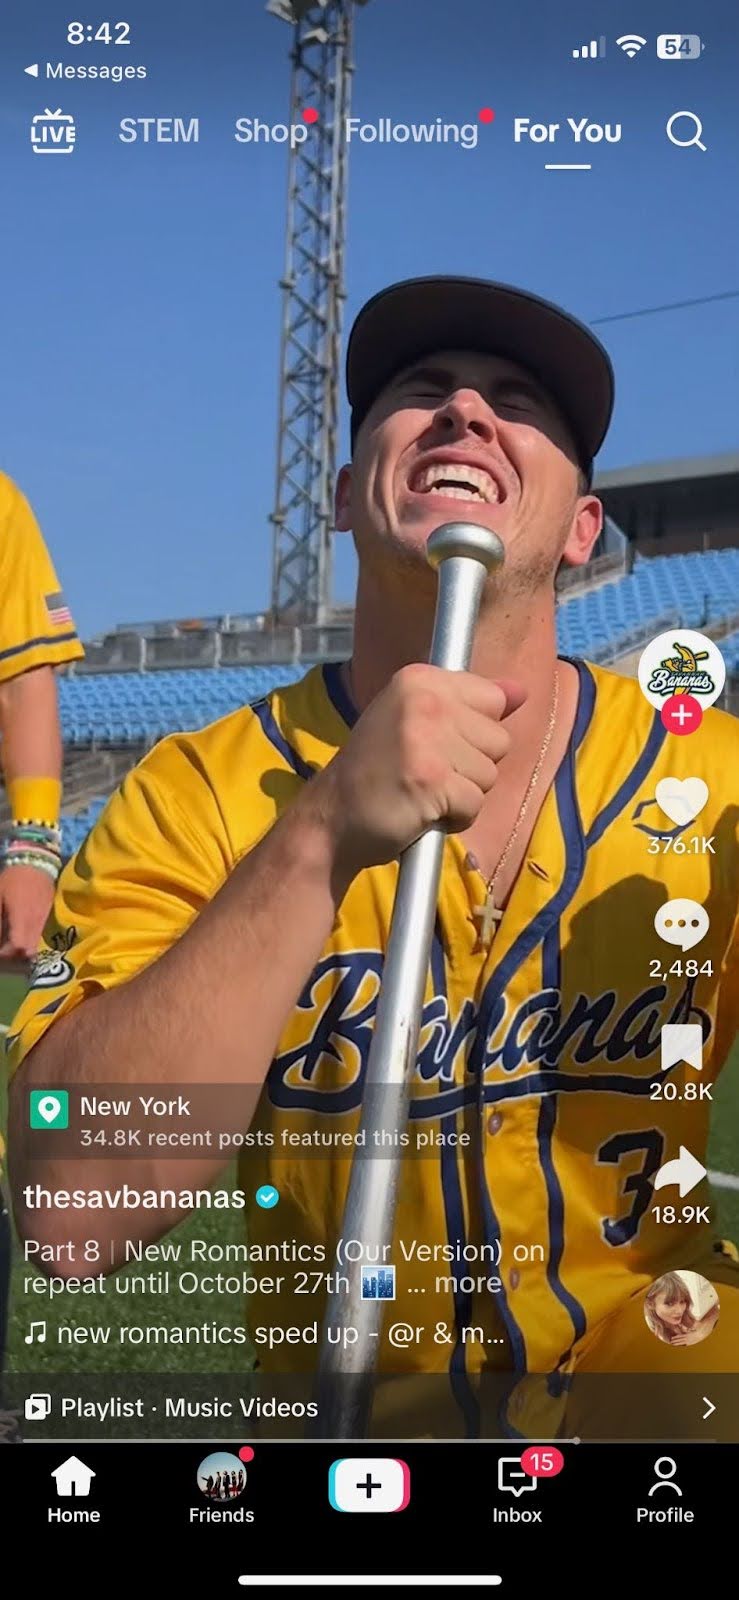 8:42
54
◀ Messages
LIVE
STEM
Shop
Following
For You
Bananas
376.1K
2,484
Bananas
20.8K
New York
34.8K recent posts featured this place
3
18.9K
thesavbananas
Part 8 | New Romantics (Our Version) on
repeat until October 27th 🏙️ ... more
new romantics sped up - @r & m...
Playlist · Music Videos
15
Home
Friends
Inbox
Profile